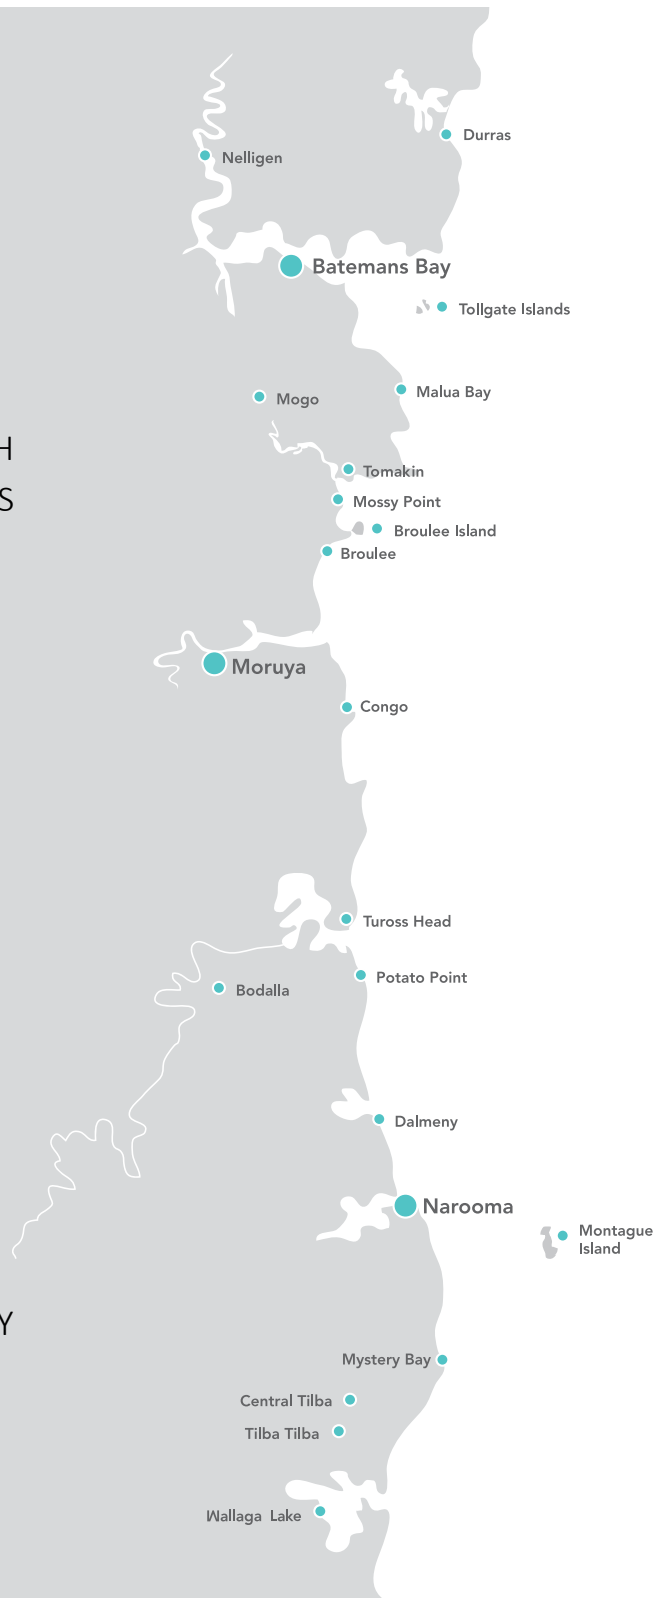 Durras
Nelligen
Batemans Bay
Tollgate Islands
Malua Bay
Mogo
H
Tomakin
S
Mossy Point
Broulee Island
Broulee
Moruya
Congo
Tuross Head
Potato Point
Bodalla
Dalmeny
Narooma
Montague
Island
Y
Mystery Bay
Central Tilba
Tilba Tilba
Wallaga Lake